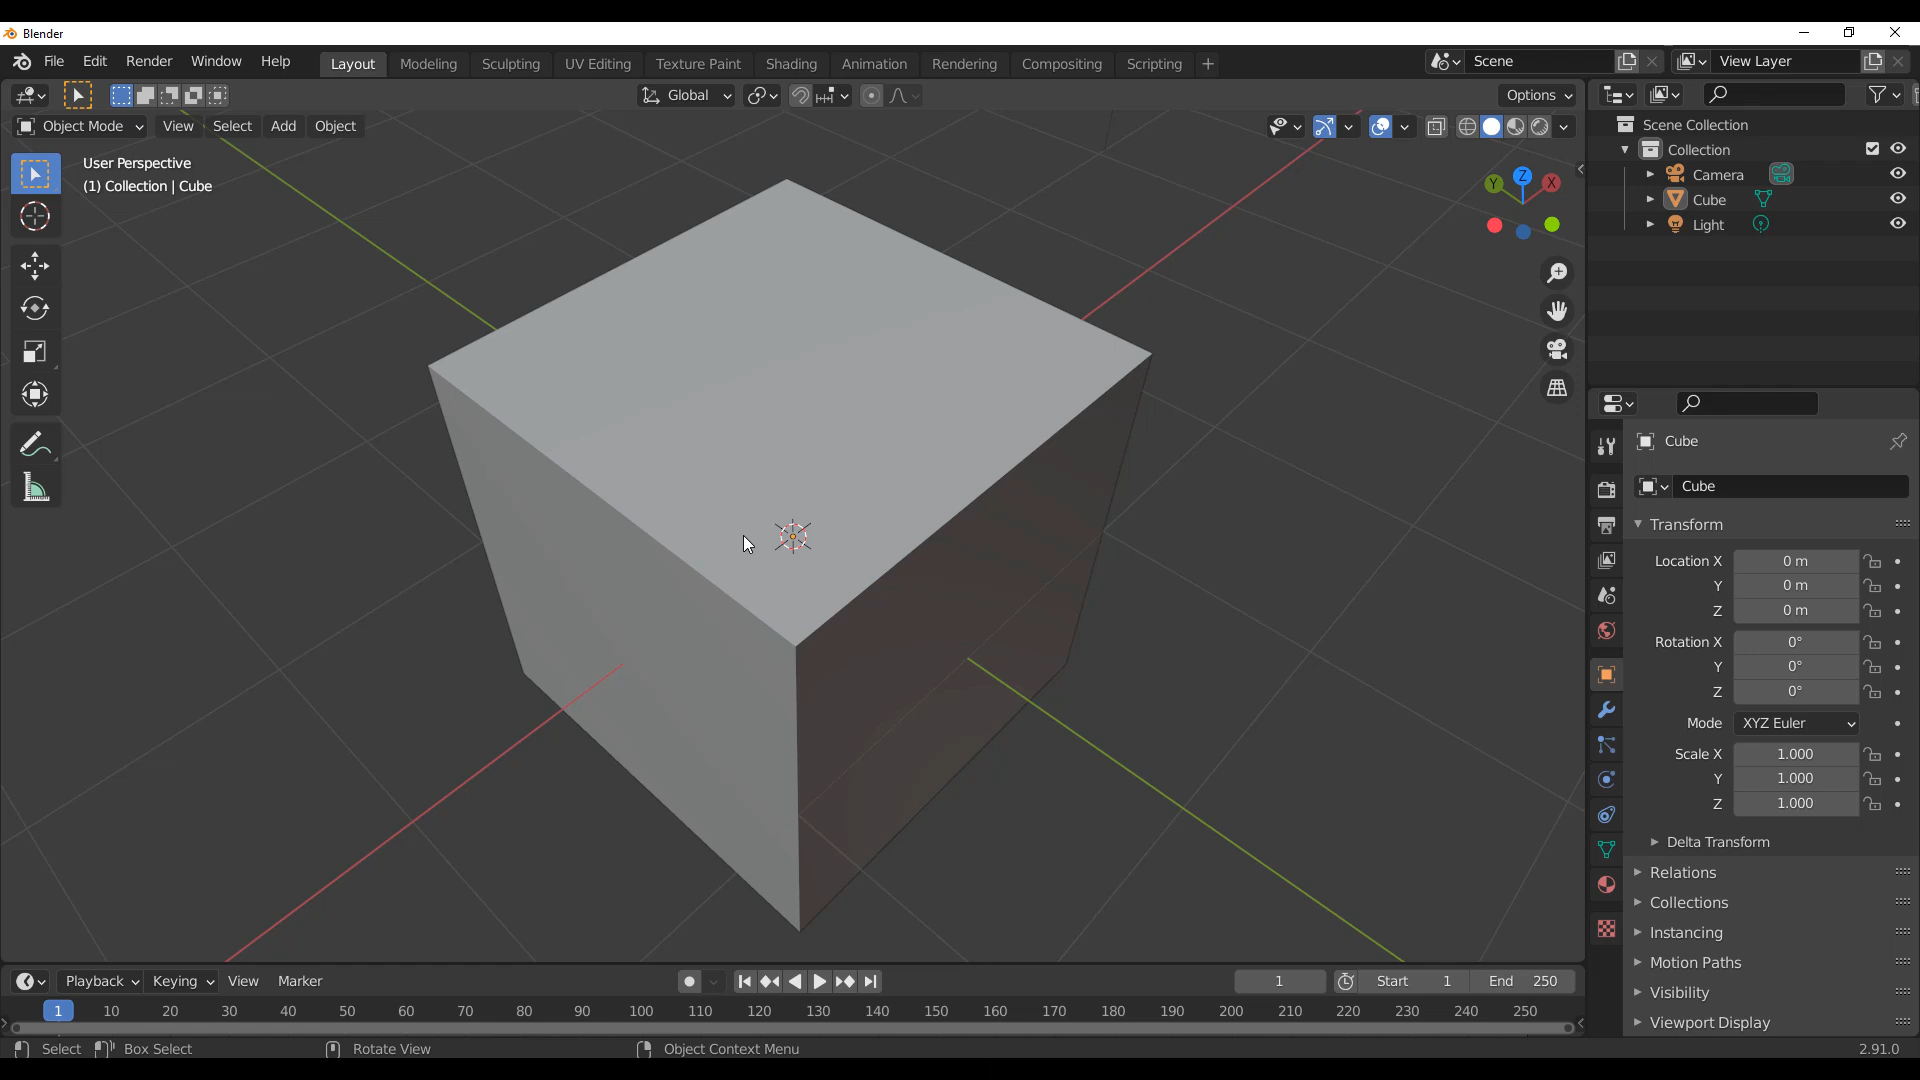 Blender
File Edit Render Window Help Layout Modeling Sculpting UV Editing Texture Paint Shading Animation Rendering Compositing Scripting + Scene View Layer
Global Options
Object Mode View Select Add Object
User Perspective
(1) Collection | Cube
Z
Y
X
Scene Collection
Collection
Camera
Cube
Light
Cube
Cube
Transform
Location X 0 m
Y 0 m
Z 0 m
Rotation X 0°
Y 0°
Z 0°
Mode XYZ Euler
Scale X 1.000
Y 1.000
Z 1.000
Delta Transform
Relations
Collections
Instancing
Motion Paths
Visibility
Viewport Display
Playback Keying View Marker 1 Start 1 End 250
1 10 20 30 40 50 60 70 80 90 100 110 120 130 140 150 160 170 180 190 200 210 220 230 240 250
Select Box Select Rotate View Object Context Menu 2.91.0